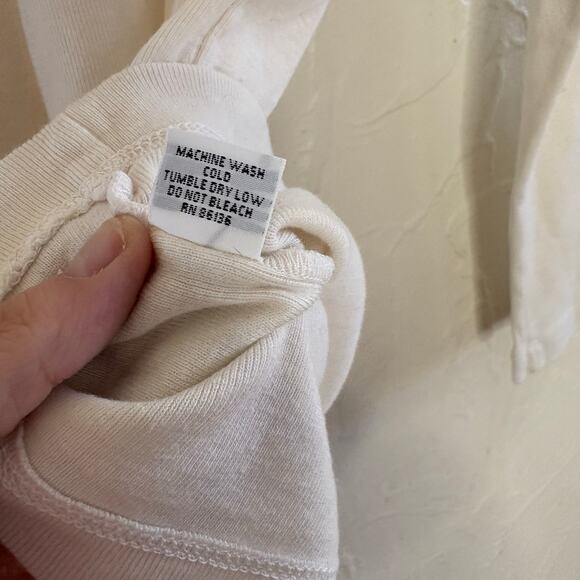 MACHINE WASH
COLD
TUMBLE DRY LOW
DO NOT BLEACH
RN 86136